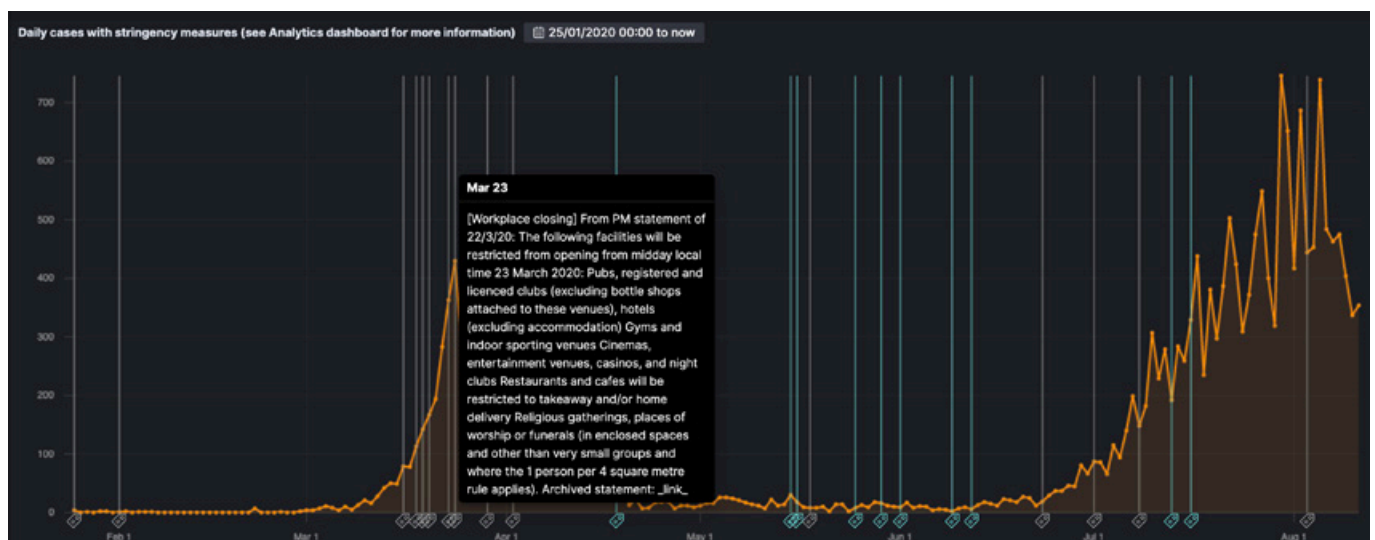 Daily cases with stringency measures (see Analytics dashboard for more information) 25/01/2020 00:00 to now
700
600
500
400
300
200
100
0
Mar 23
[Workplace closing] From PM statement of
22/3/20: The following facilities will be
restricted from opening from midday local
time 23 March 2020: Pubs, registered and
licenced clubs (excluding bottle shops
attached to these venues), hotels
(excluding accommodation) Gyms and
indoor sporting venues Cinemas,
entertainment venues, casinos, and night
clubs Restaurants and cafes will be
restricted to takeaway and/or home
delivery Religious gatherings, places of
worship or funerals (in enclosed spaces
and other than very small groups and
where the 1 person per 4 square metre
rule applies). Archived statement: _link_
Feb 1 Mar 1 Apr 1 May 1 Jun 1 Jul 1 Aug 1